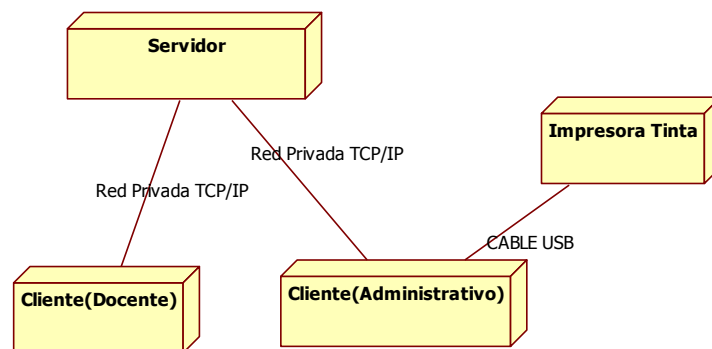 Servidor
Impresora Tinta
Red Privada TCP/IP
Red Privada TCP/IP
CABLE USB
Cliente(Docente)
Cliente(Administrativo)